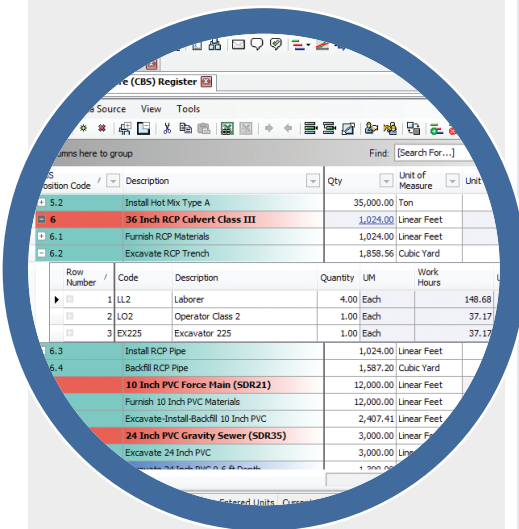 (CBS) Register
Source View Tools
here to group Find: [Search For...]
Code / Description Qty Unit of Measure Unit
5.2 Install Hot Mix Type A 35,000.00 Ton
6 36 Inch RCP Culvert Class III 1,024.00 Linear Feet
6.1 Furnish RCP Materials 1,024.00 Linear Feet
6.2 Excavate RCP Trench 1,858.56 Cubic Yard
Row Number / Code Description Quantity UM Work Hours
1 LL2 Laborer 4.00 Each 148.68
2 LO2 Operator Class 2 1.00 Each 37.17
3 EX225 Excavator 225 1.00 Each 37.17
6.3 Install RCP Pipe 1,024.00 Linear Feet
6.4 Backfill RCP Pipe 1,587.20 Cubic Yard
10 Inch PVC Force Main (SDR21) 12,000.00 Linear Feet
Furnish 10 Inch PVC Materials 12,000.00 Linear Feet
Excavate-Install-Backfill 10 Inch PVC 2,407.41 Linear Feet
24 Inch PVC Gravity Sewer (SDR35) 3,000.00 Linear
Excavate 24 Inch PVC 3,000.00
24 Inch PVC 0-6 ft Depth
Entered Units